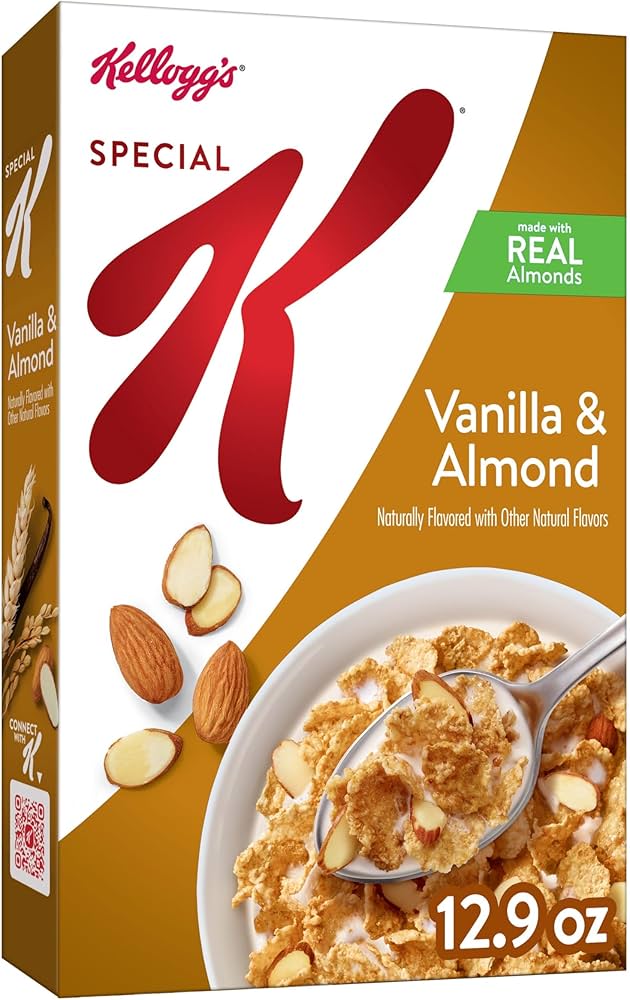 Kellogg's®
SPECIAL
K®
made with
REAL
Almonds
Vanilla &
Almond
Naturally Flavored with Other Natural Flavors
12.9 oz
SPECIAL
K
Vanilla &
Almond
Naturally Flavored with
Other Natural Flavors
CONNECT
WITH
K